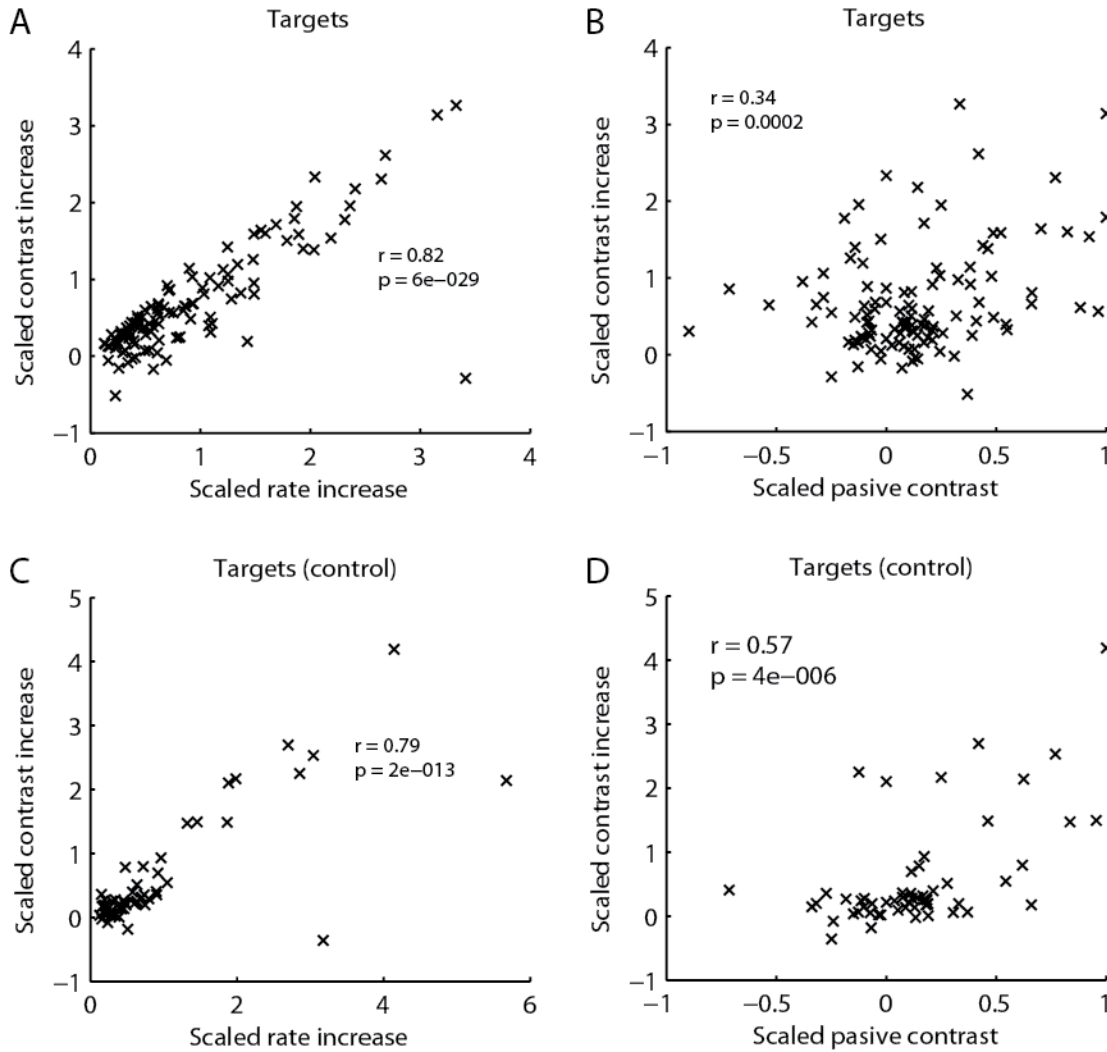 A
Targets
Scaled contrast increase
4
3
2
1
0
−1
r = 0.82
p = 6e−029
0
1
2
3
4
Scaled rate increase
B
Targets
Scaled contrast increase
4
3
2
1
0
−1
r = 0.34
p = 0.0002
−1
−0.5
0
0.5
1
Scaled pasive contrast
C
Targets (control)
Scaled contrast increase
5
4
3
2
1
0
−1
r = 0.79
p = 2e−013
0
2
4
6
Scaled rate increase
D
Targets (control)
Scaled contrast increase
5
4
3
2
1
0
−1
r = 0.57
p = 4e−006
−1
−0.5
0
0.5
1
Scaled pasive contrast